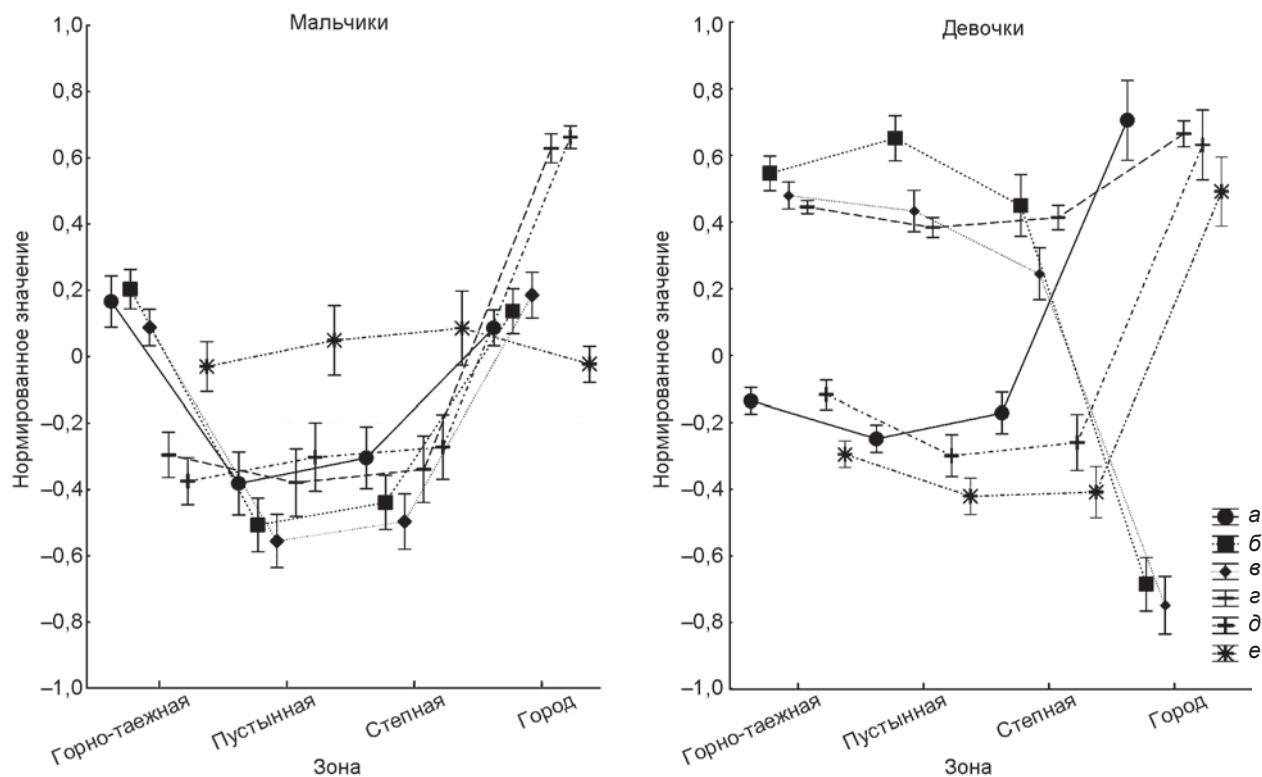 Мальчики
Нормированное значение
1,0
0,8
0,6
0,4
0,2
0
–0,2
–0,4
–0,6
–0,8
–1,0
Горно-таежная
Пустынная
Степная
Город
Зона
Девочки
Нормированное значение
1,0
0,8
0,6
0,4
0,2
0
–0,2
–0,4
–0,6
–0,8
–1,0
Горно-таежная
Пустынная
Степная
Город
Зона
а
б
в
г
д
е